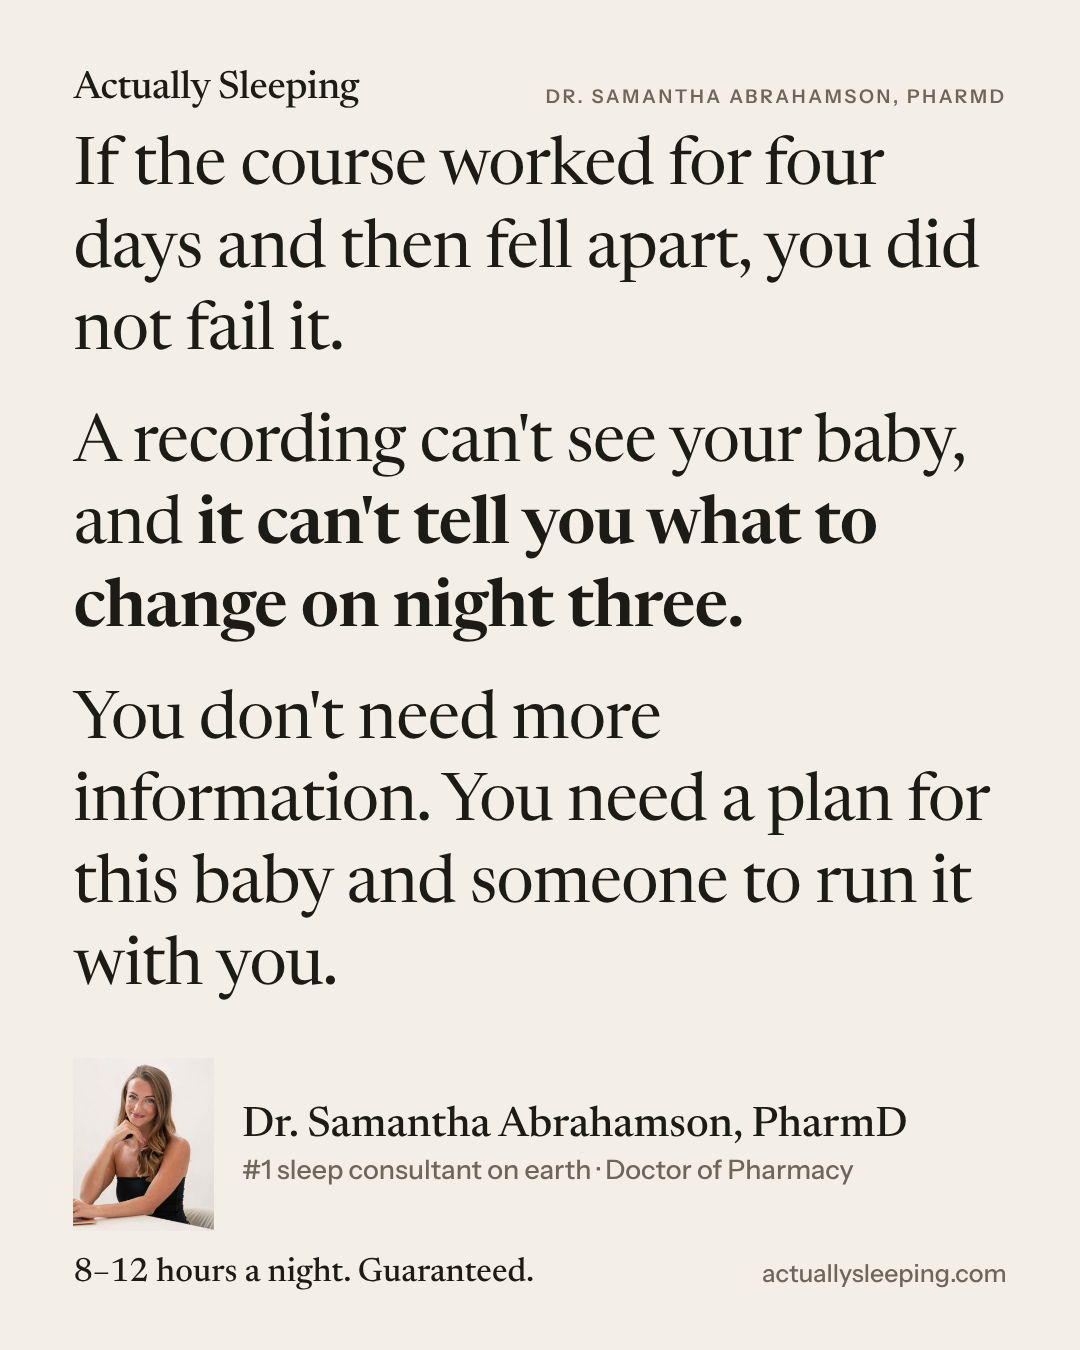 Actually Sleeping
DR. SAMANTHA ABRAHAMSON, PHARMD
If the course worked for four
days and then fell apart, you did
not fail it.
A recording can't see your baby,
and it can't tell you what to
change on night three.
You don't need more
information. You need a plan for
this baby and someone to run it
with you.
Dr. Samantha Abrahamson, PharmD
#1 sleep consultant on earth · Doctor of Pharmacy
8–12 hours a night. Guaranteed.
actuallysleeping.com